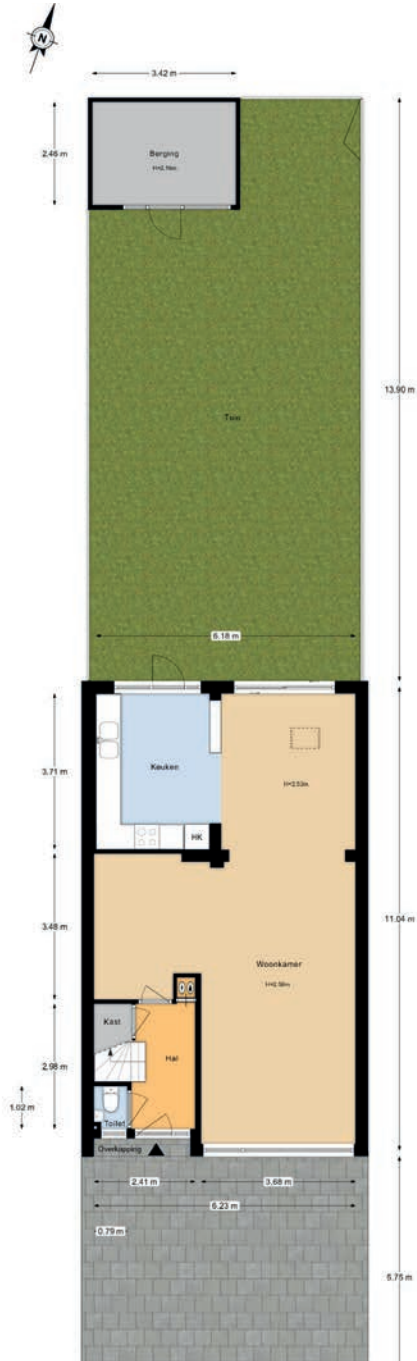 N
3.42 m
2.46 m
Berging
13.90 m
Tuin
6.18 m
3.71 m
Keuken
H=2.53m
HK
3.48 m
11.04 m
Woonkamer
Kast
2.98 m
Hal
1.02 m
Toilet
Overkapping
2.41 m
3.68 m
6.23 m
0.79 m
5.75 m